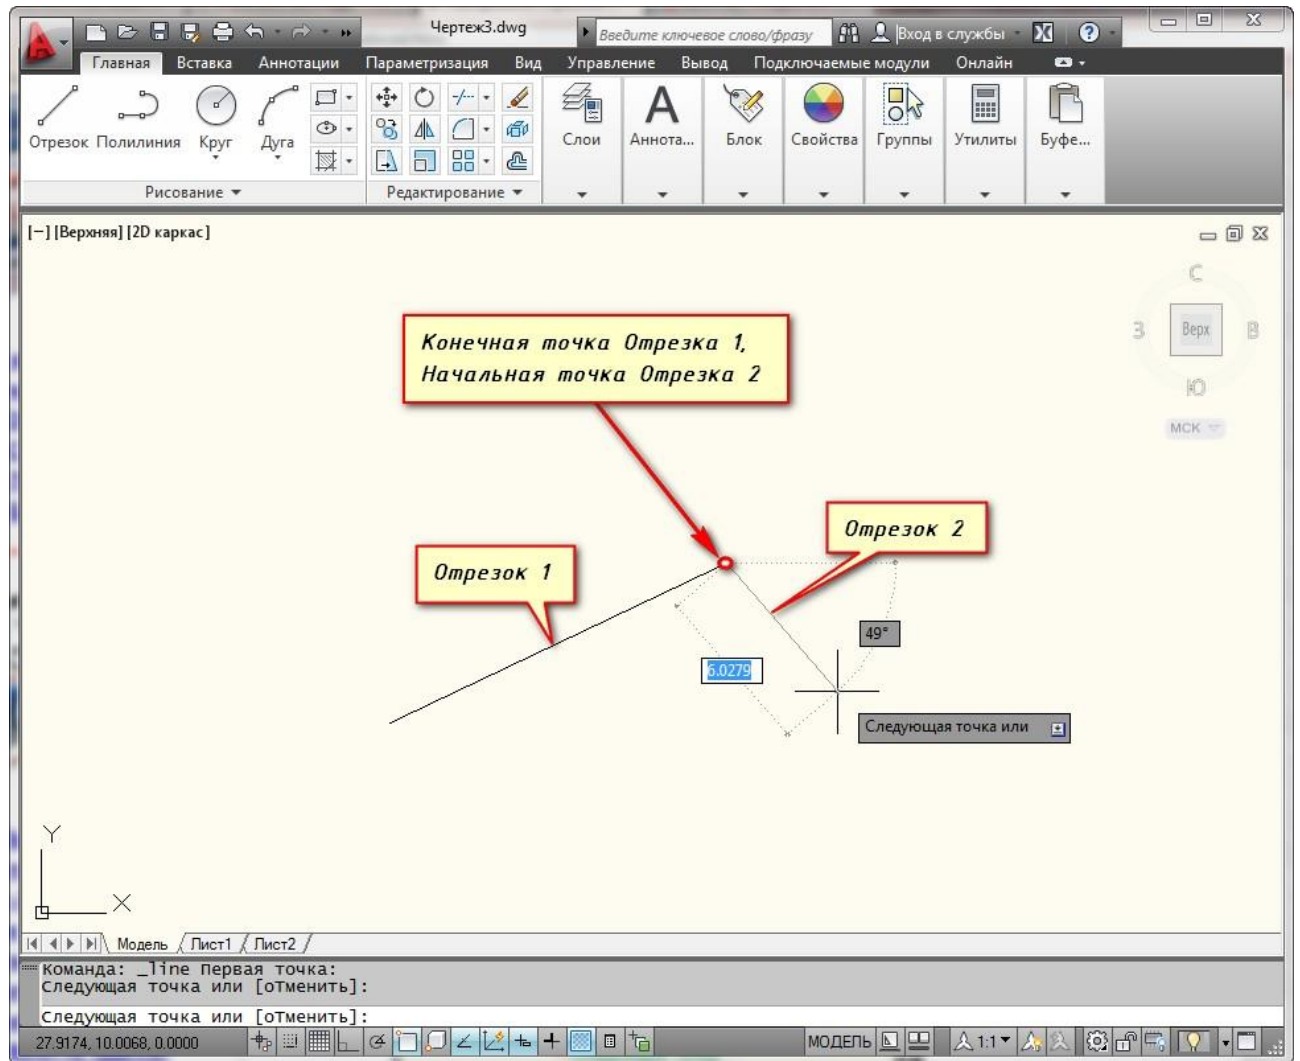 Чертеж3.dwg
Введите ключевое слово/фразу
Вход в службы
Главная Вставка Аннотации Параметризация Вид Управление Вывод Подключаемые модули Онлайн
Отрезок Полилиния Круг Дуга
Слои Аннота... Блок Свойства Группы Утилиты Буфе...
Рисование Редактирование
[−] [Верхняя] [2D каркас]
С
З Верх В
Ю
МСК
Конечная точка Отрезка 1,
Начальная точка Отрезка 2
Отрезок 2
Отрезок 1
49°
6.0279
Следующая точка или
Y
X
Модель Лист1 Лист2
Команда: _line Первая точка:
Следующая точка или [оТменить]:
Следующая точка или [оТменить]:
27.9174, 10.0068, 0.0000 МОДЕЛЬ 1:1